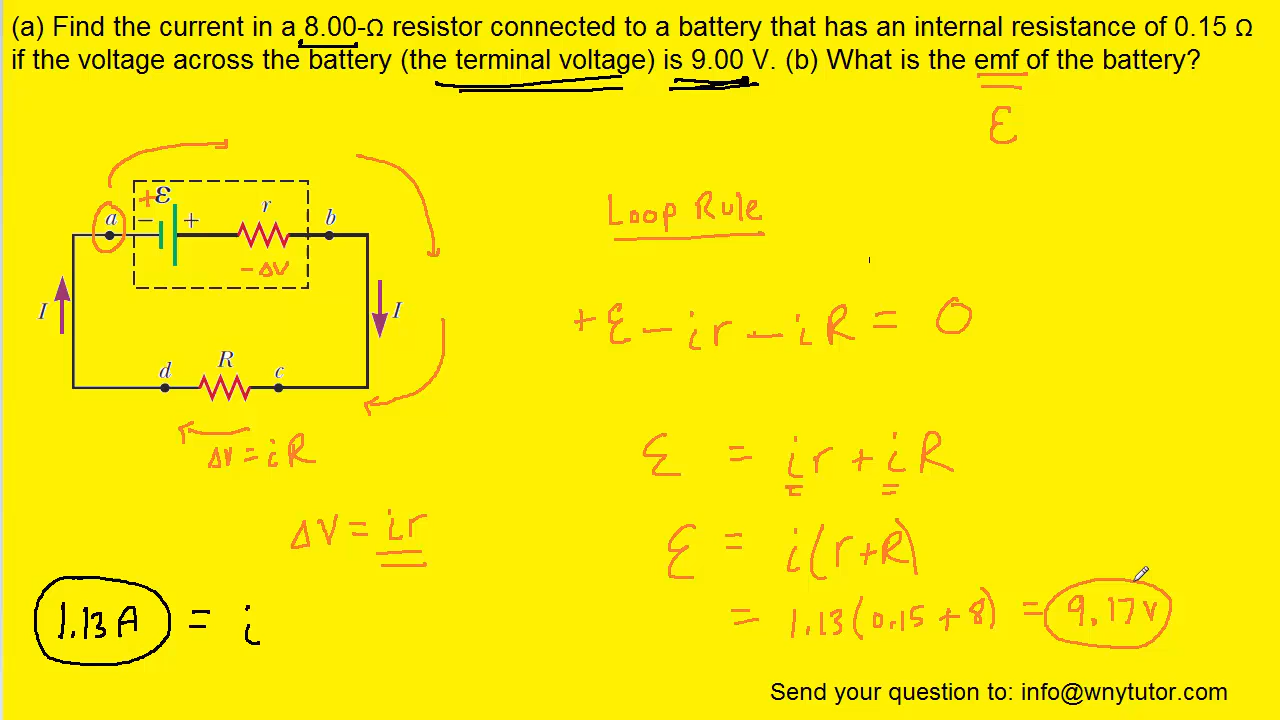 (a) Find the current in a 8.00-Ω resistor connected to a battery that has an internal resistance of 0.15 Ω
if the voltage across the battery (the terminal voltage) is 9.00 V. (b) What is the emf of the battery?
ε
+ ε
a − + r b
− ΔV
I I
d R c
ΔV = iR
ΔV = ir
1.13A = i
Loop Rule
+ε − ir − iR = 0
ε = ir + iR
ε = i(r+R)
= 1.13(0.15 + 8) = 9.17V
Send your question to: info@wnytutor.com